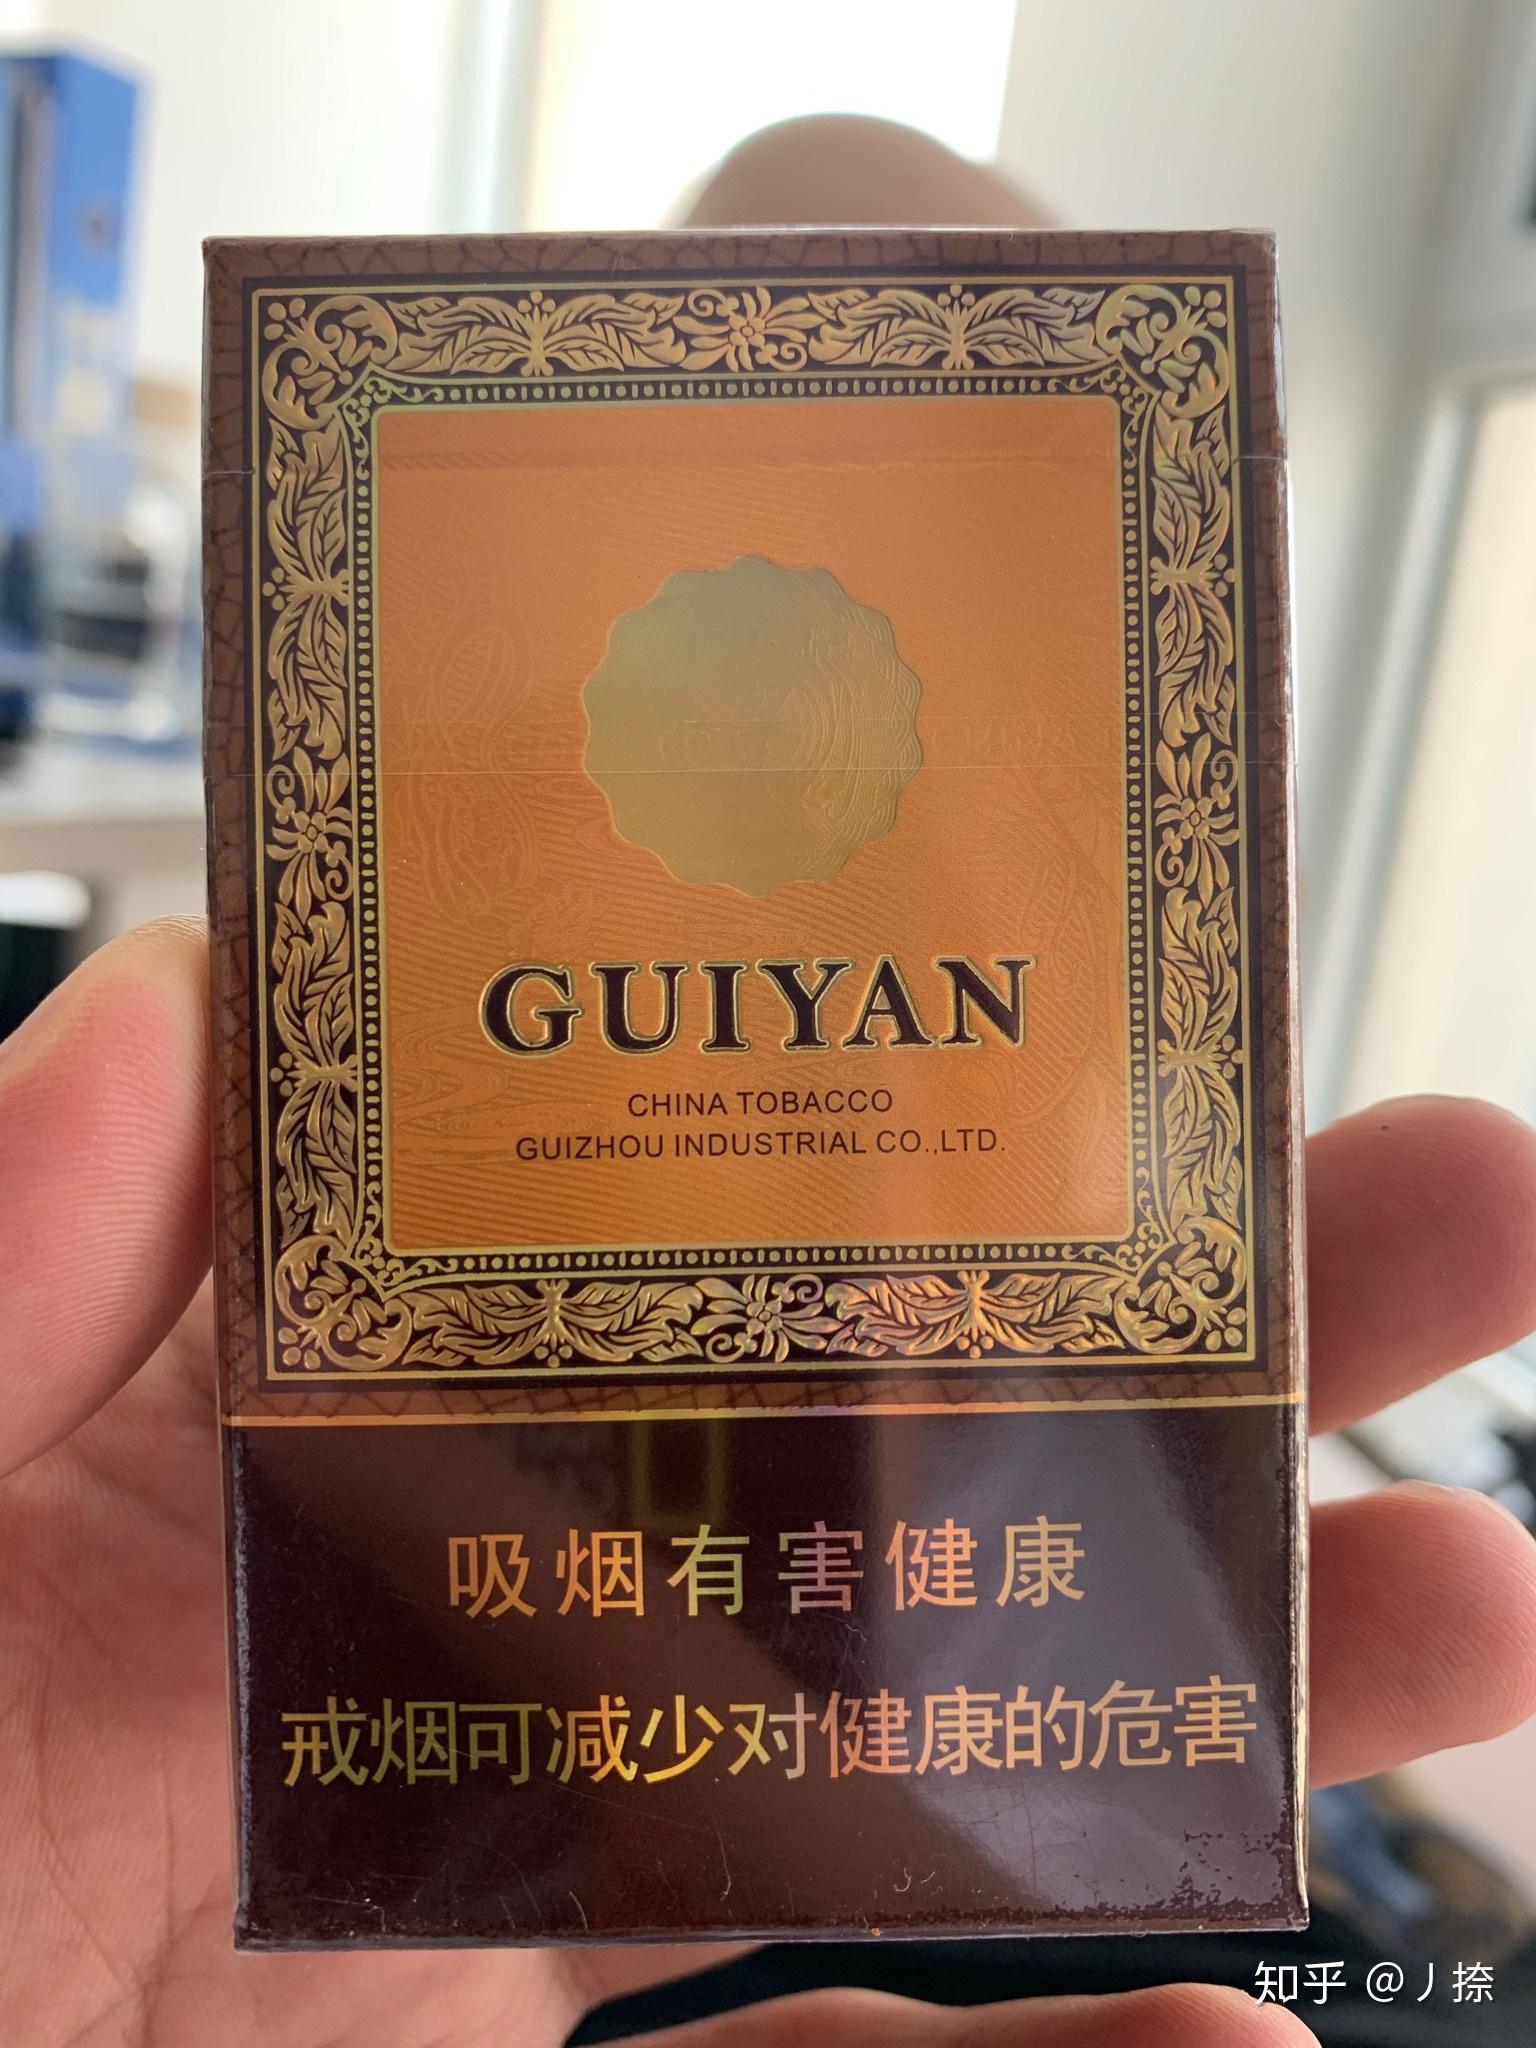 GUIYAN
CHINA TOBACCO
GUIZHOU INDUSTRIAL CO.,LTD.
吸烟有害健康
戒烟可减少对健康的危害
知乎 @丿捺